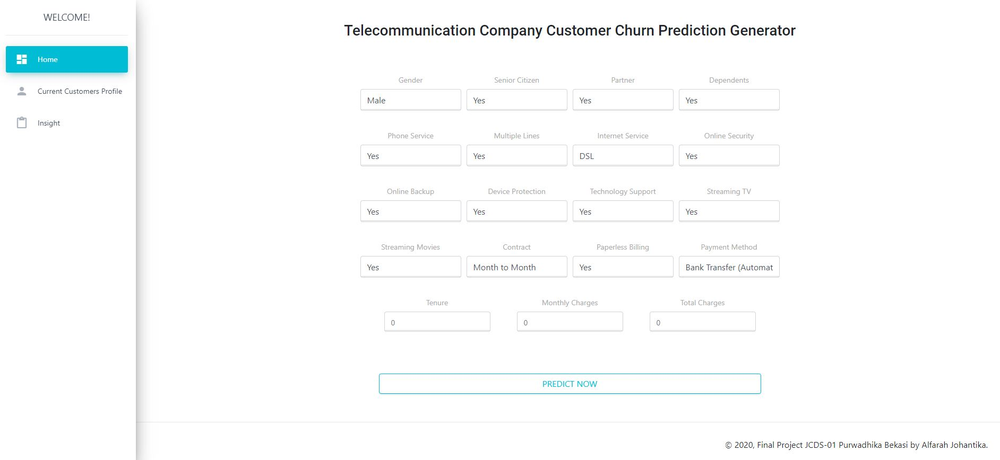 WELCOME!
Home
Current Customers Profile
Insight
Telecommunication Company Customer Churn Prediction Generator
Gender Senior Citizen Partner Dependents
Male Yes Yes Yes
Phone Service Multiple Lines Internet Service Online Security
Yes Yes DSL Yes
Online Backup Device Protection Technology Support Streaming TV
Yes Yes Yes Yes
Streaming Movies Contract Paperless Billing Payment Method
Yes Month to Month Yes Bank Transfer (Automat
Tenure Monthly Charges Total Charges
0 0 0
PREDICT NOW
© 2020, Final Project JCDS-01 Purwadhika Bekasi by Alfarah Johantika.